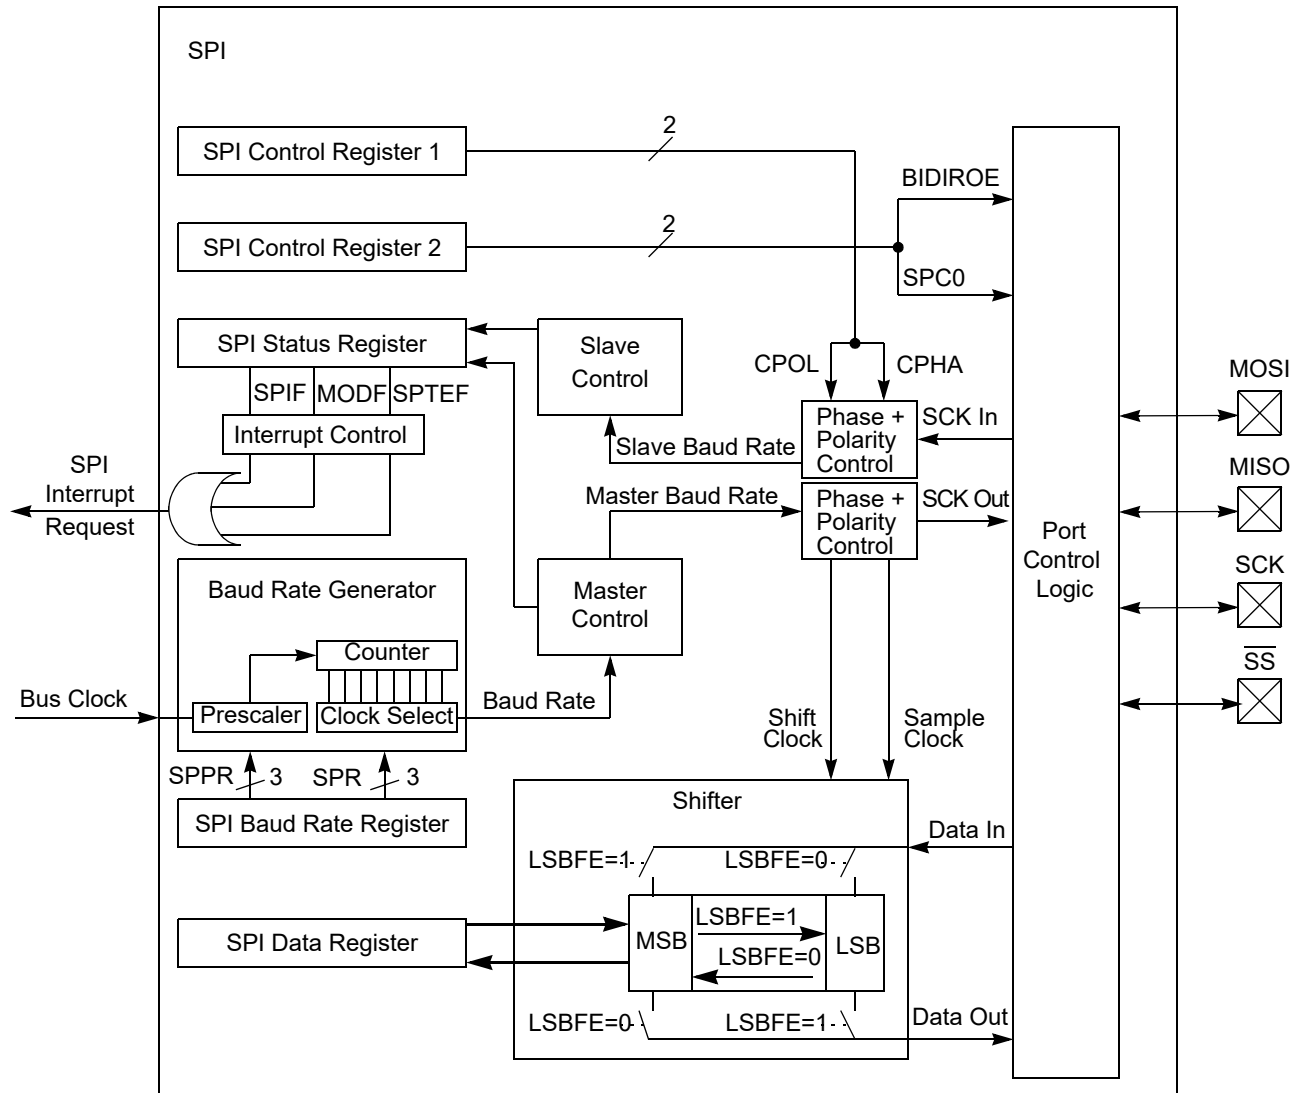 SPI
SPI Control Register 1
2
BIDIROE
SPI Control Register 2
2
SPC0
SPI Status Register
Slave
Control
CPOL
CPHA
SPIF
MODF
SPTEF
Interrupt Control
Phase +
Polarity
Control
SCK In
Slave Baud Rate
MOSI
SPI
Interrupt
Request
Master Baud Rate
Phase +
Polarity
Control
SCK Out
MISO
Port
Control
Logic
SCK
Baud Rate Generator
Master
Control
Counter
SS
Bus Clock
Prescaler
Clock Select
Baud Rate
Shift
Clock
Sample
Clock
SPPR
3
SPR
3
SPI Baud Rate Register
Shifter
Data In
LSBFE=1
LSBFE=0
SPI Data Register
MSB
LSBFE=1
LSBFE=0
LSB
LSBFE=0
LSBFE=1
Data Out